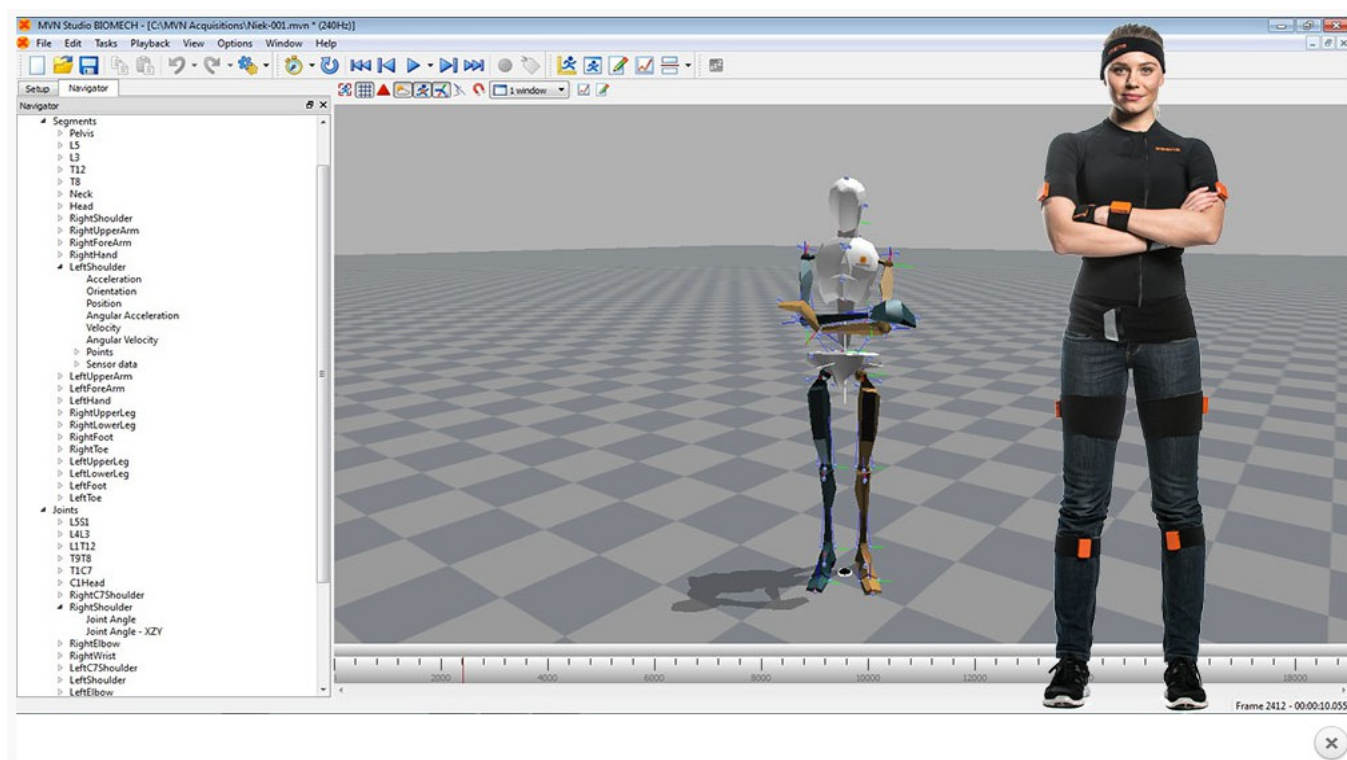 MVN Studio BIOMECH - [C:\MVN Acquisitions\Niek-001.mvn * (240Hz)]
File Edit Tasks Playback View Options Window Help
Setup Navigator
1 window
Navigator
Segments
Pelvis
L5
L3
T12
T8
Neck
Head
RightShoulder
RightUpperArm
RightForeArm
RightHand
LeftShoulder
Acceleration
Orientation
Position
Angular Acceleration
Velocity
Angular Velocity
Points
Sensor data
LeftUpperArm
LeftForeArm
LeftHand
RightUpperLeg
RightLowerLeg
RightFoot
RightToe
LeftUpperLeg
LeftLowerLeg
LeftFoot
LeftToe
Joints
L5S1
L4L3
L1T12
T9T8
T1C7
C1Head
RightC7Shoulder
RightShoulder
Joint Angle
Joint Angle - XZY
RightElbow
RightWrist
LeftC7Shoulder
LeftShoulder
LeftElbow
2000 4000 6000 8000 10000 12000 18000
Frame 2412 - 00:00:10.055